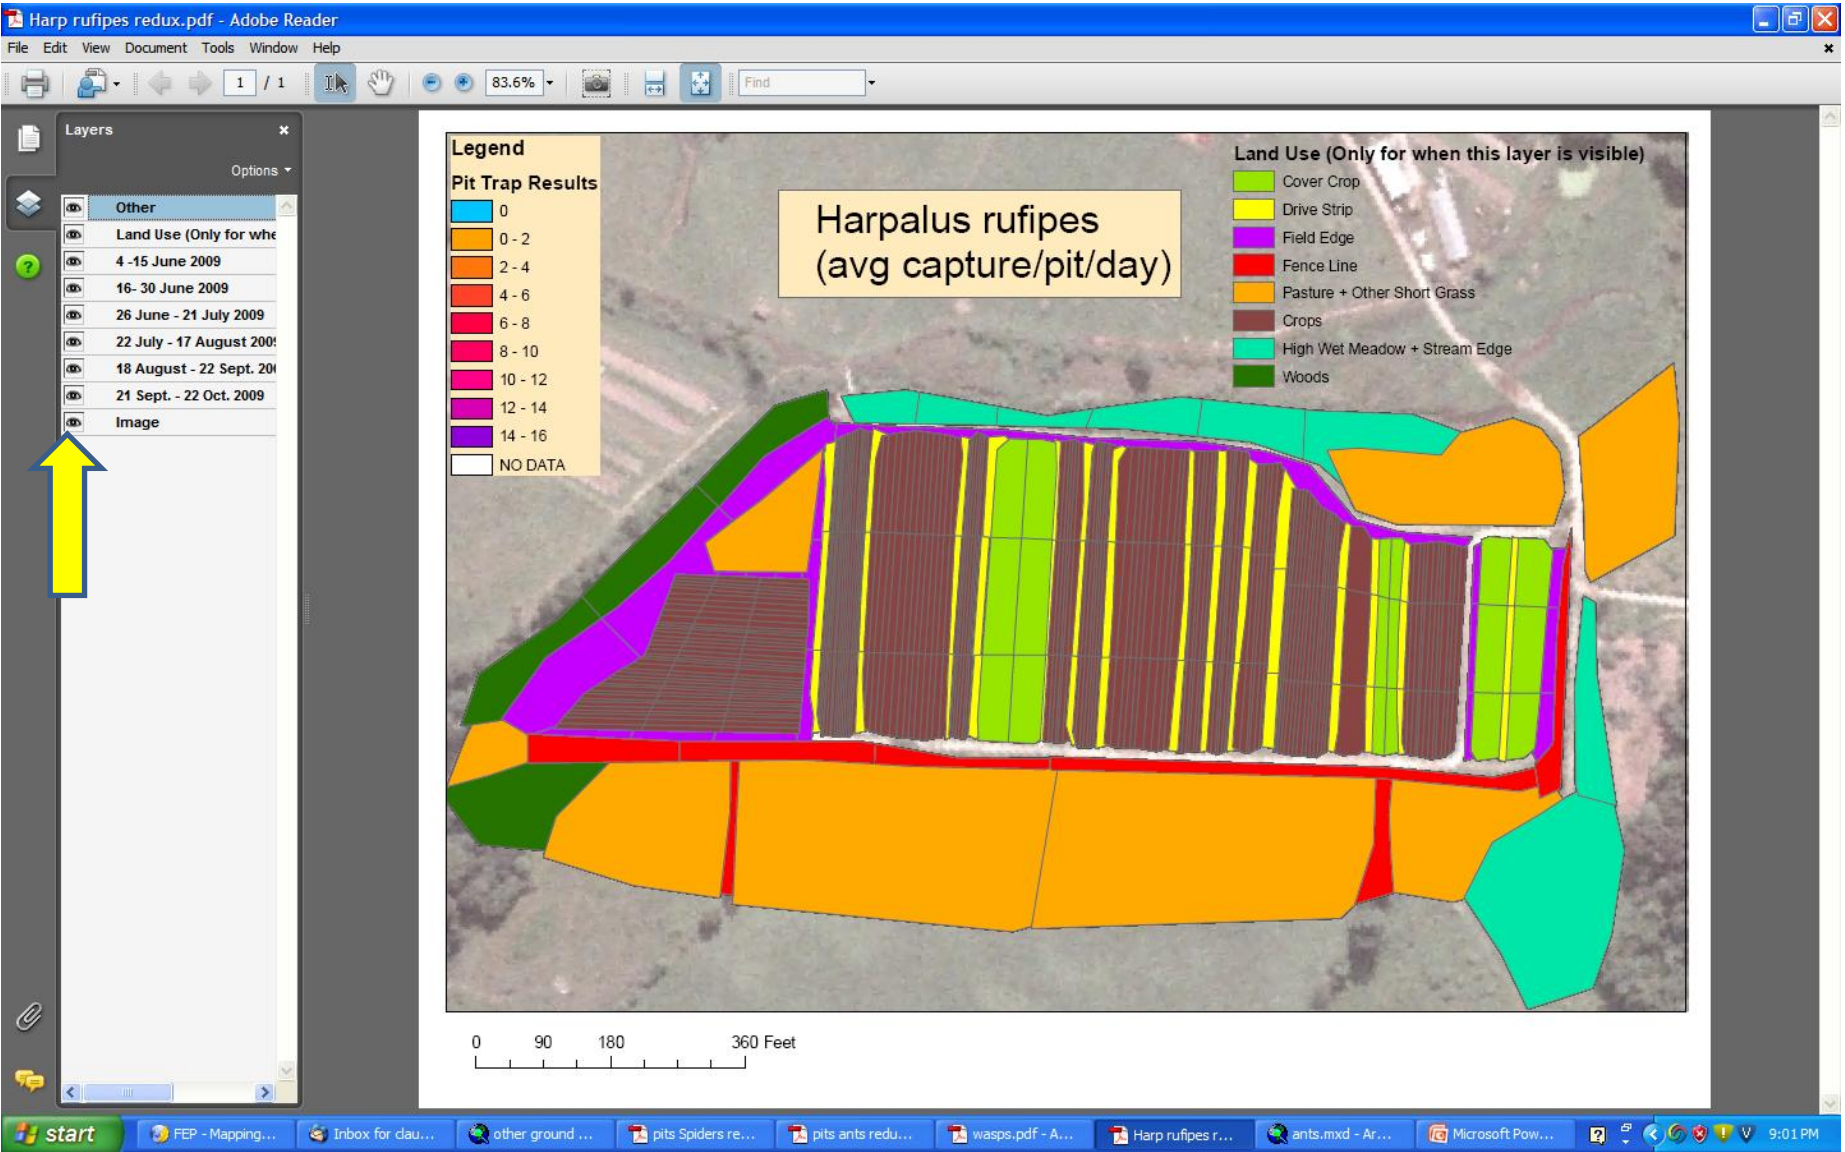 Harp rufipes redux.pdf - Adobe Reader
File Edit View Document Tools Window Help
1 / 1 83.6% Find
Layers
Options
Other
Land Use (Only for whe
4 -15 June 2009
16- 30 June 2009
26 June - 21 July 2009
22 July - 17 August 2009
18 August - 22 Sept. 200
21 Sept. - 22 Oct. 2009
Image
Legend
Pit Trap Results
0
0 - 2
2 - 4
4 - 6
6 - 8
8 - 10
10 - 12
12 - 14
14 - 16
NO DATA
Harpalus rufipes
(avg capture/pit/day)
Land Use (Only for when this layer is visible)
Cover Crop
Drive Strip
Field Edge
Fence Line
Pasture + Other Short Grass
Crops
High Wet Meadow + Stream Edge
Woods
0 90 180 360 Feet
start
FEP - Mapping...
Inbox for clau...
other ground ...
pits Spiders re...
pits ants redu...
wasps.pdf - A...
Harp rufipes r...
ants.mxd - Ar...
Microsoft Pow...
9:01 PM